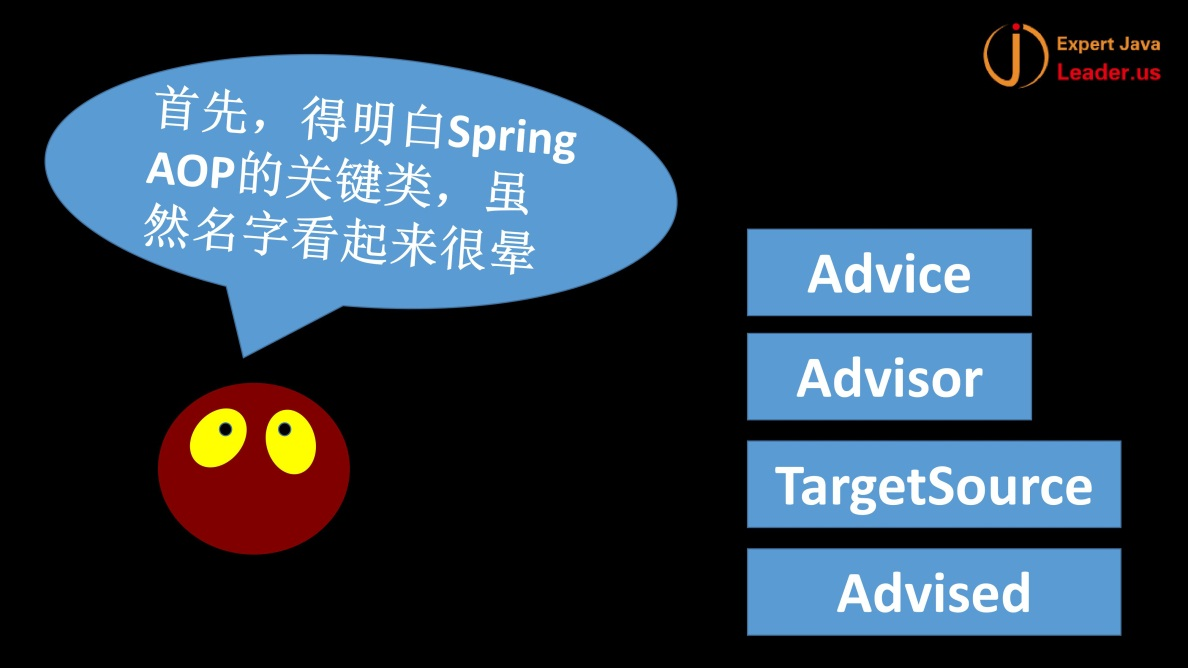 Expert Java
Leader.us
首先，得明白Spring
AOP的关键类，虽
然名字看起来很晕
Advice
Advisor
TargetSource
Advised